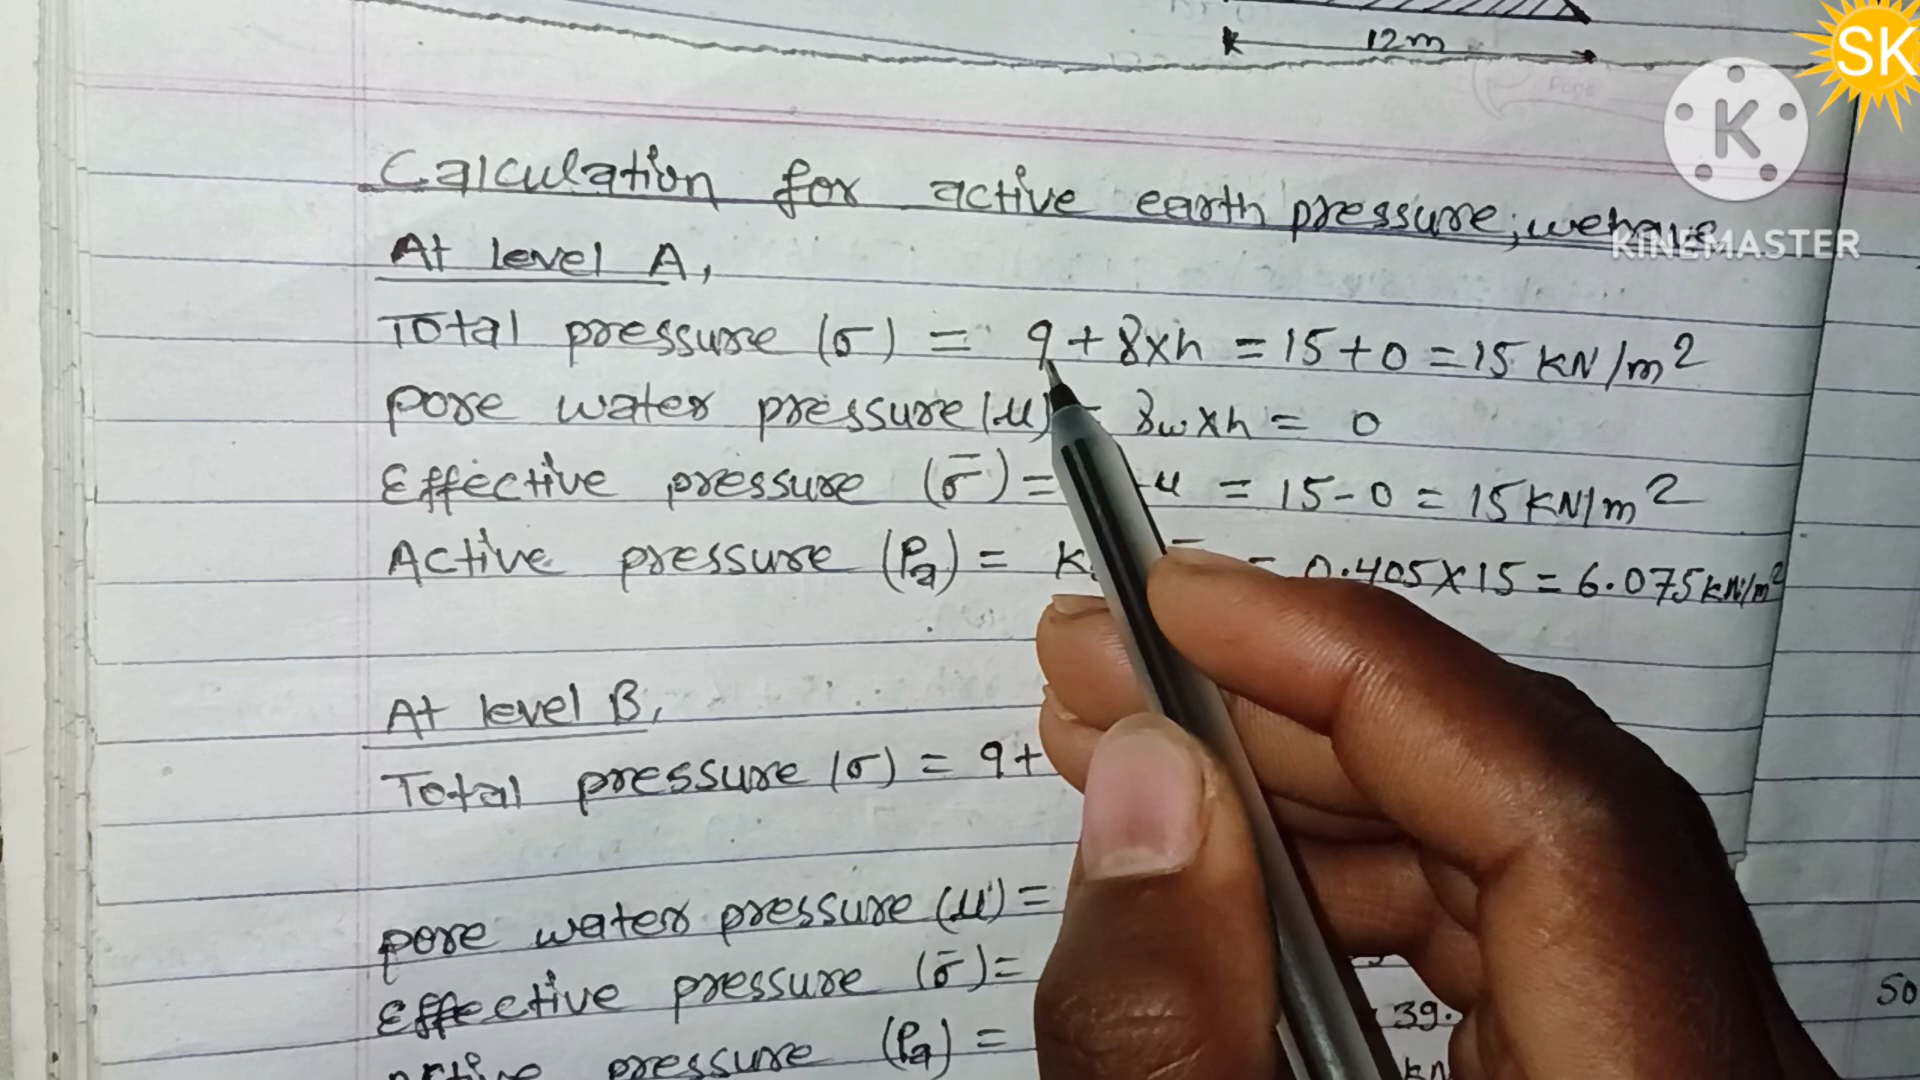 12m
SK
K
KINEMASTER
Calculation for active earth pressure; we have
At level A,
Total pressure (σ) = q + γ×h = 15+0 = 15 KN/m²
pore water pressure (u) = γw×h = 0
Effective pressure (σ̄) = -u = 15-0 = 15 KN/m²
Active pressure (Pa) = K = 0.405×15 = 6.075 KN/m²
At level B,
Total pressure (σ) = q+
pore water pressure (u) =
Effective pressure (σ̄) =
39.
50
Active pressure (Pa) =
KN